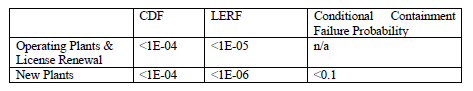 CDF LERF Conditional Containment
Failure Probability
Operating Plants & <1E-04 <1E-05 n/a
License Renewal
New Plants <1E-04 <1E-06 <0.1